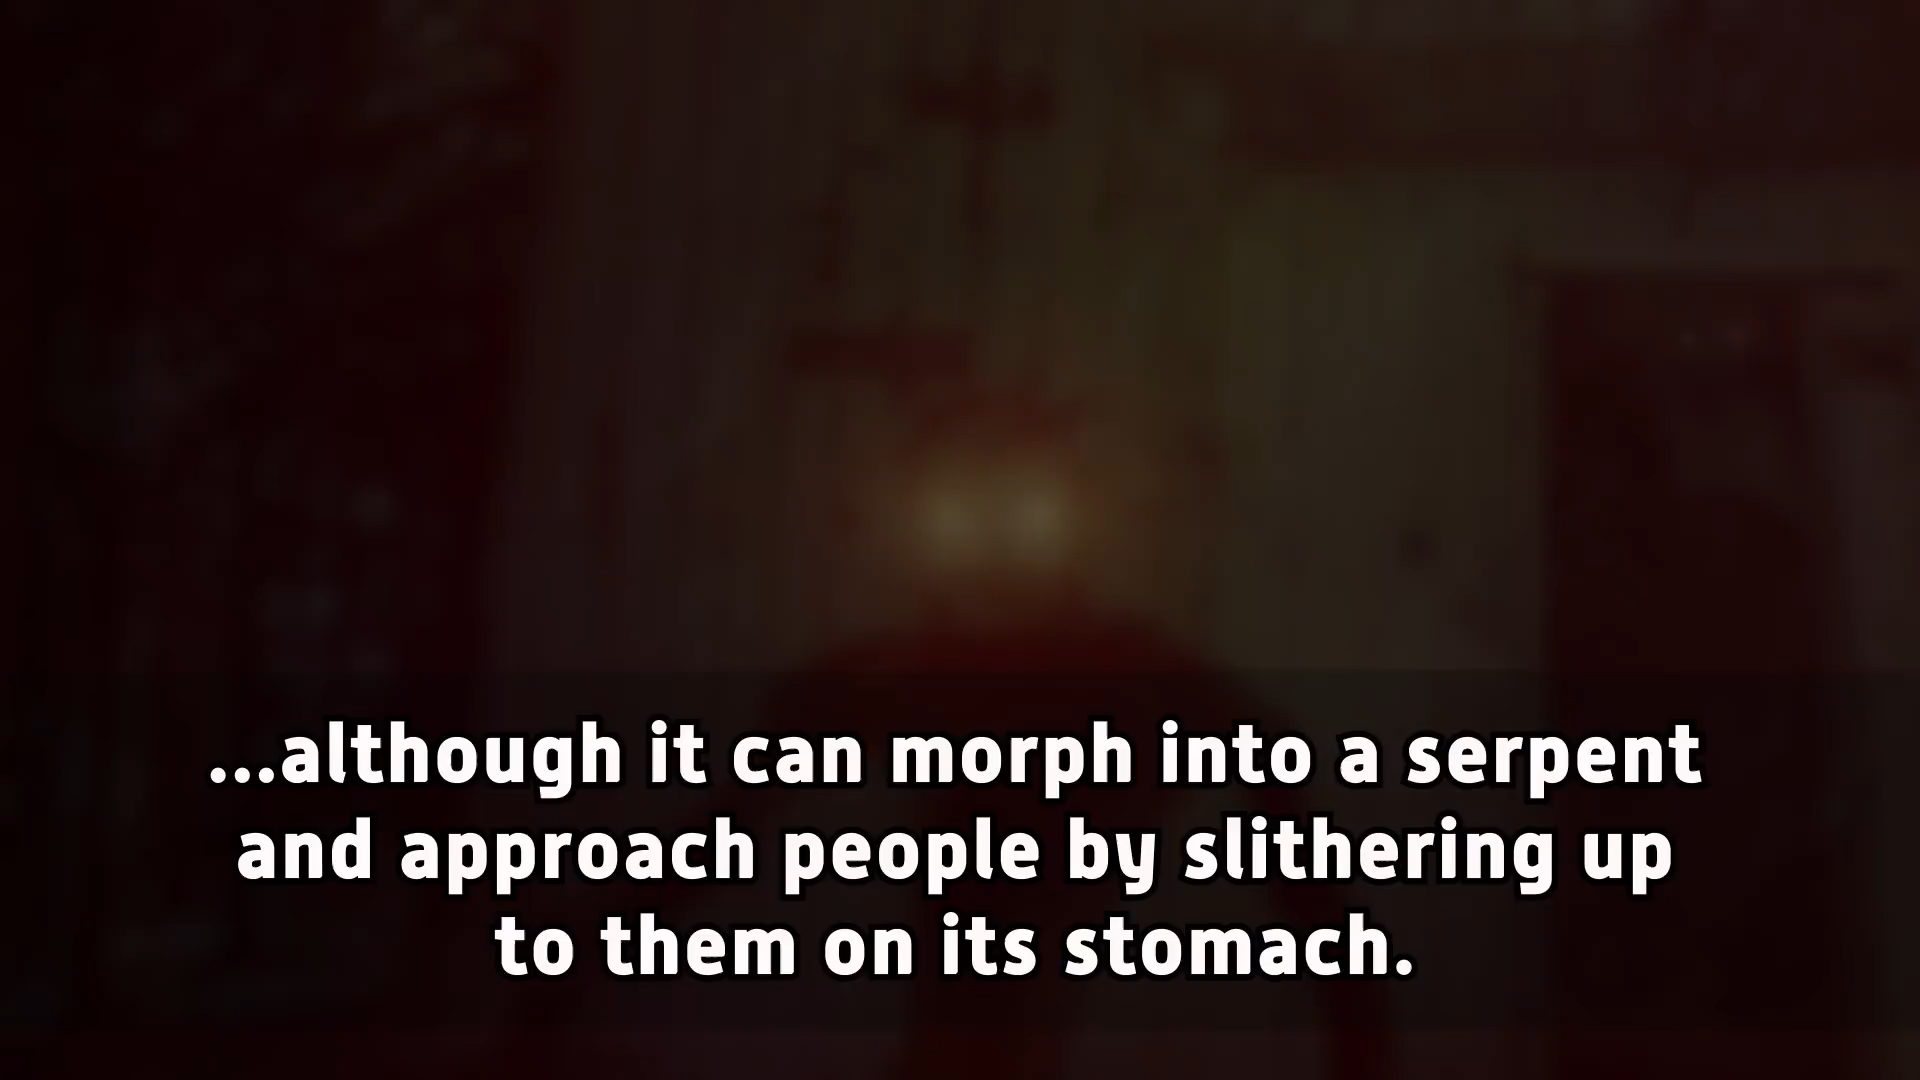 ...although it can morph into a serpent
and approach people by slithering up
to them on its stomach.